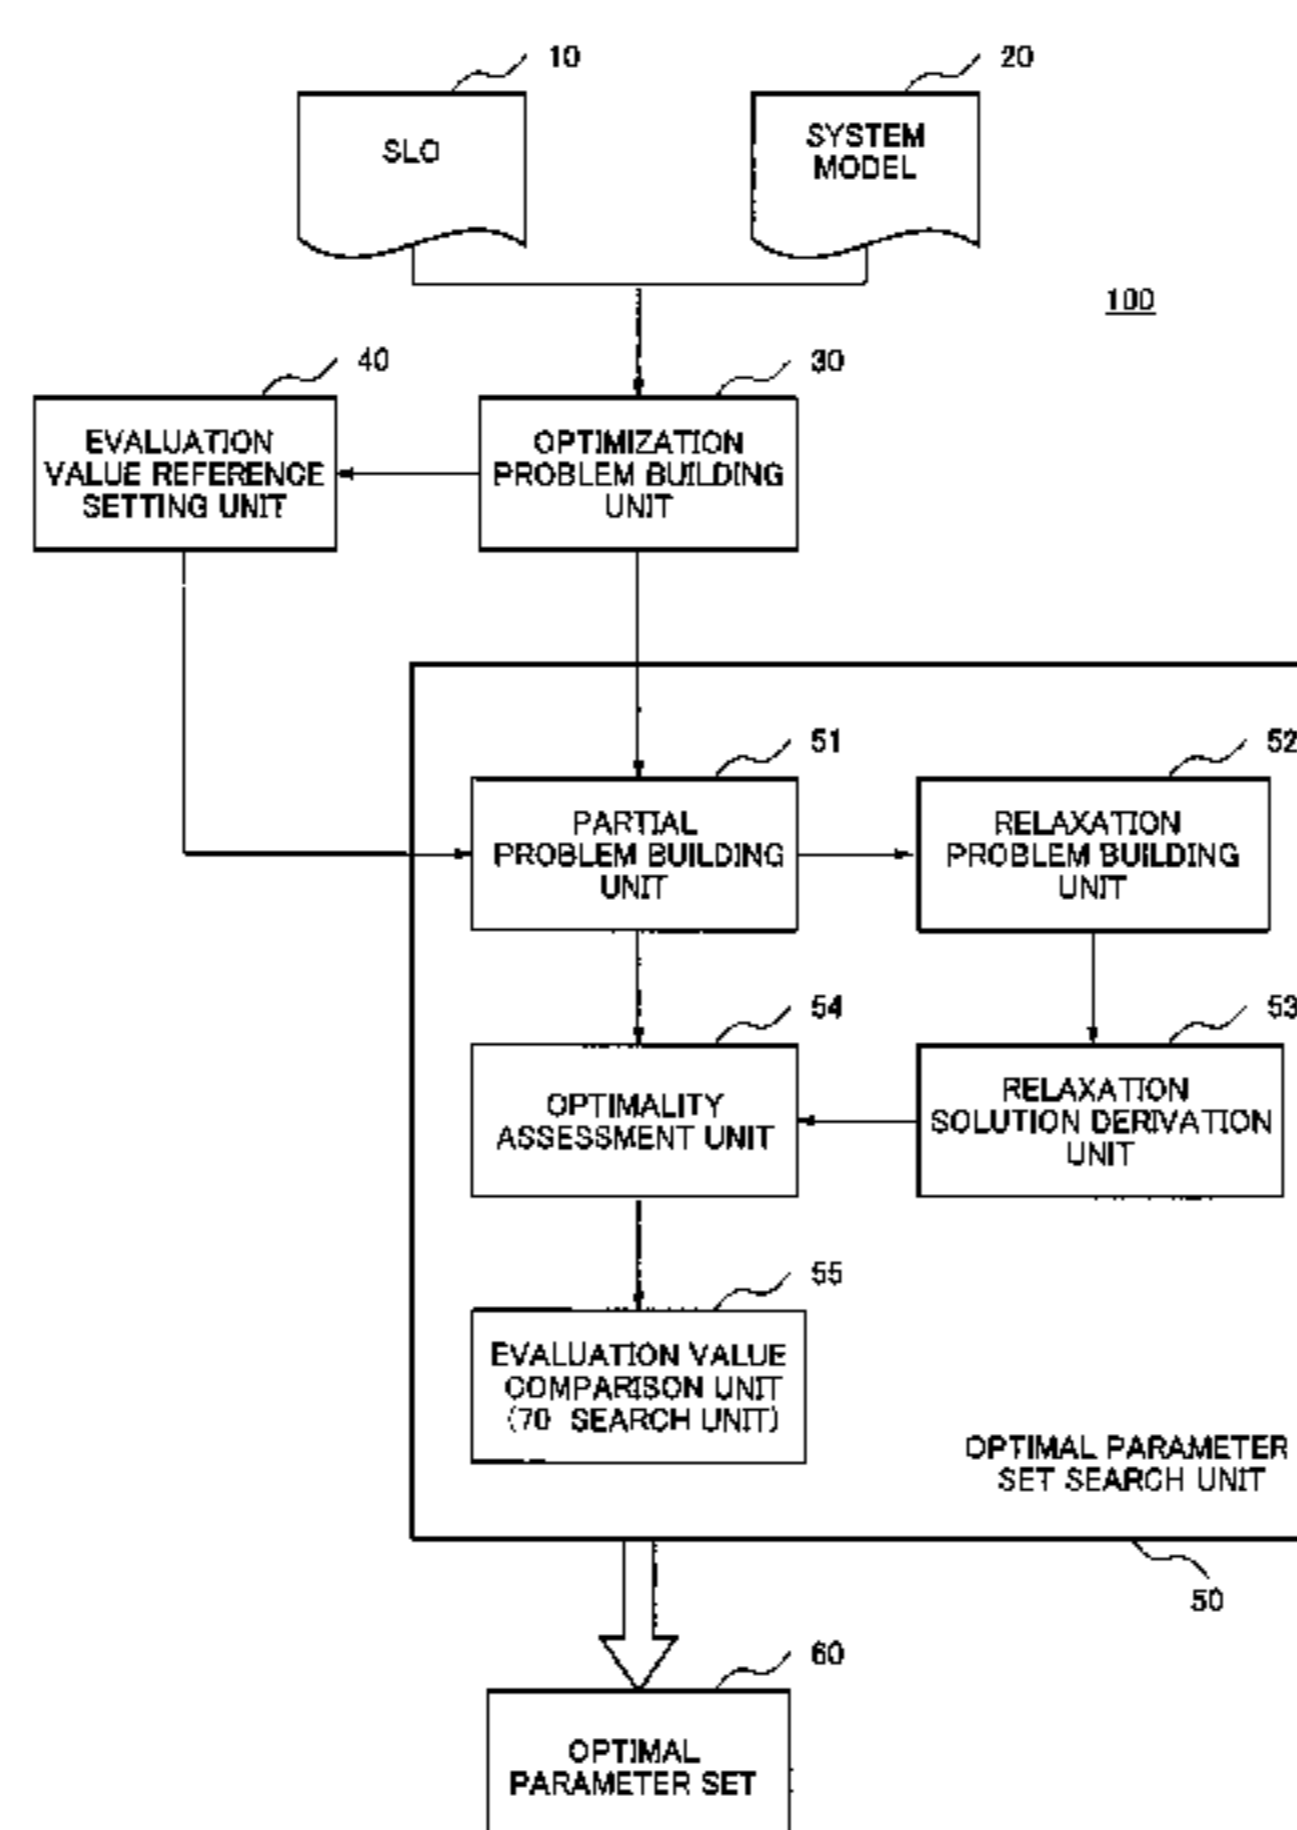 10
20
SLO
SYSTEM
MODEL
100
40
30
EVALUATION
VALUE REFERENCE
SETTING UNIT
OPTIMIZATION
PROBLEM BUILDING
UNIT
51
52
PARTIAL
PROBLEM BUILDING
UNIT
RELAXATION
PROBLEM BUILDING
UNIT
54
53
OPTIMALITY
ASSESSMENT UNIT
RELAXATION
SOLUTION DERIVATION
UNIT
55
EVALUATION VALUE
COMPARISON UNIT
(70 SEARCH UNIT)
OPTIMAL PARAMETER
SET SEARCH UNIT
50
60
OPTIMAL
PARAMETER SET